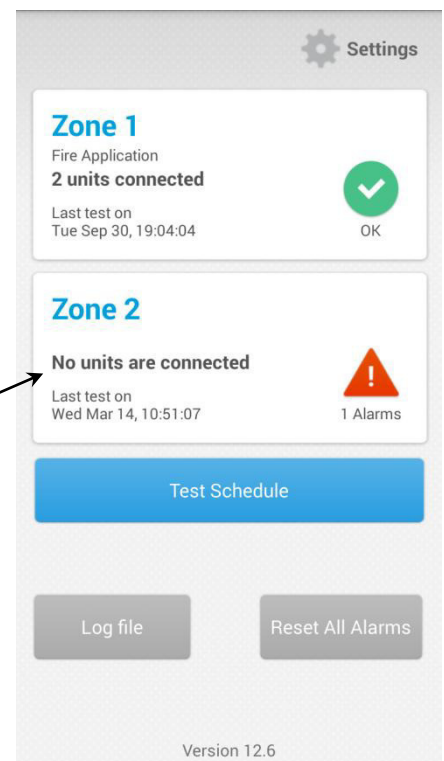 Settings
Zone 1
Fire Application
2 units connected
Last test on
Tue Sep 30, 19:04:04
OK
Zone 2
No units are connected
Last test on
Wed Mar 14, 10:51:07
1 Alarms
Test Schedule
Log file
Reset All Alarms
Version 12.6